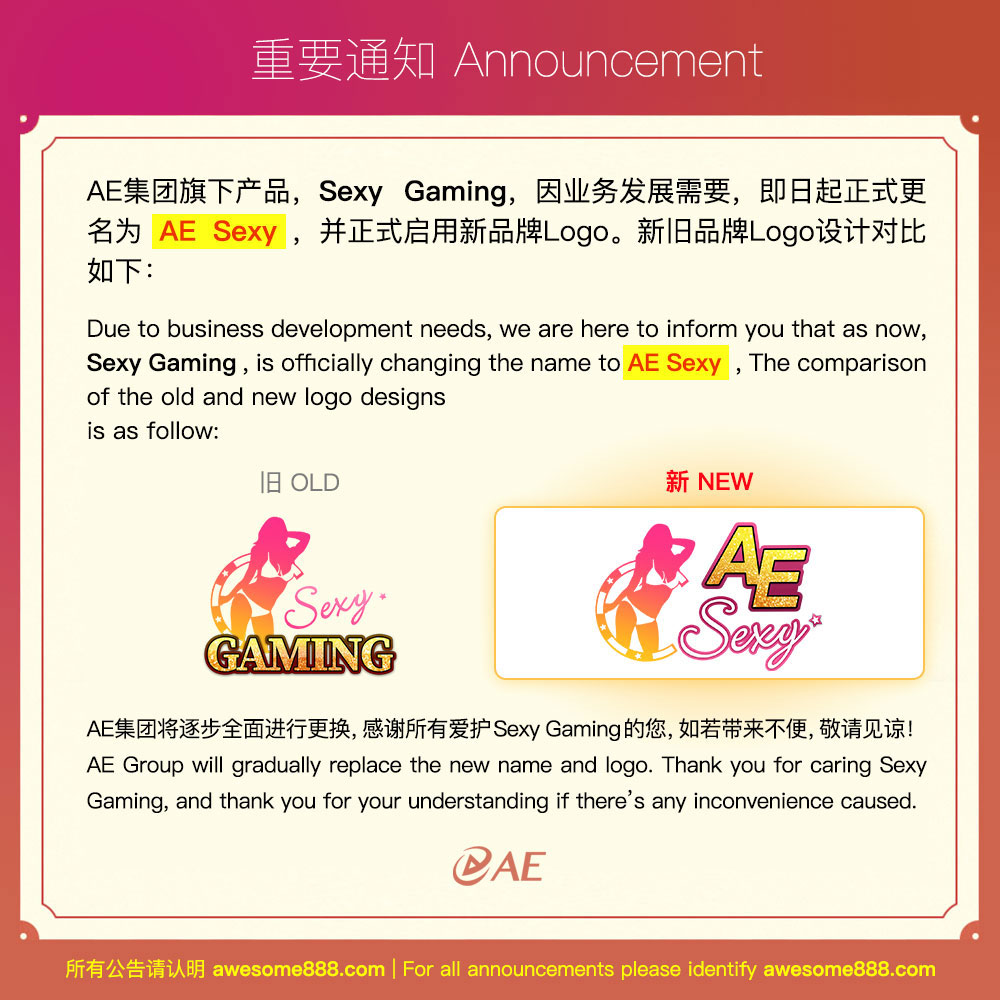 重要通知 Announcement
AE集团旗下产品，Sexy Gaming，因业务发展需要，即日起正式更
名为 AE Sexy ，并正式启用新品牌Logo。新旧品牌Logo设计对比
如下：
Due to business development needs, we are here to inform you that as now,
Sexy Gaming , is officially changing the name to AE Sexy , The comparison
of the old and new logo designs
is as follow:
旧 OLD
新 NEW
Sexy
GAMING
AE
Sexy
AE集团将逐步全面进行更换，感谢所有爱护Sexy Gaming的您，如若带来不便，敬请见谅！
AE Group will gradually replace the new name and logo. Thank you for caring Sexy
Gaming, and thank you for your understanding if there’s any inconvenience caused.
AE
所有公告请认明 awesome888.com | For all announcements please identify awesome888.com